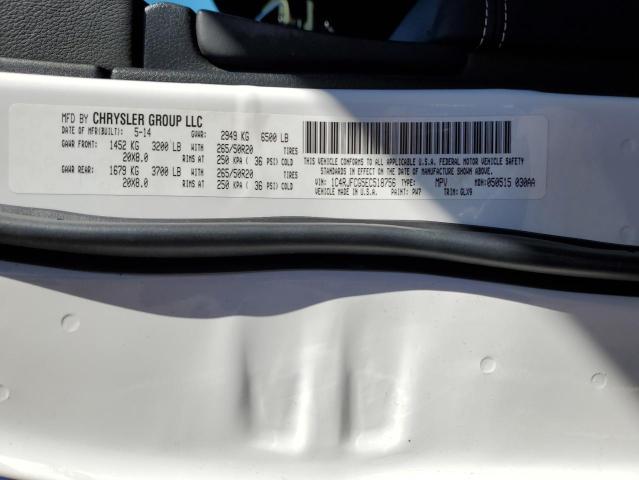 MFD BY CHRYSLER GROUP LLC
DATE OF MFR(BUILT): 5-14 GVWR: 2949 KG 6500 LB
GAWR FRONT: 1452 KG 3200 LB WITH 265/50R20 TIRES
20X8.0 RIMS AT 250 KPA ( 36 PSI) COLD
GAWR REAR: 1679 KG 3700 LB WITH 265/50R20 TIRES
20X8.0 RIMS AT 250 KPA ( 36 PSI) COLD
THIS VEHICLE CONFORMS TO ALL APPLICABLE U.S.A. FEDERAL MOTOR VEHICLE SAFETY
STANDARDS IN EFFECT ON THE DATE OF MANUFACTURE SHOWN ABOVE.
VIN: 1C4RJFCG5EC518756 TYPE: MPV MDH:050515 030AA
VEHICLE MADE IN U.S.A. PAINT: PW7 TRIM: GLX9